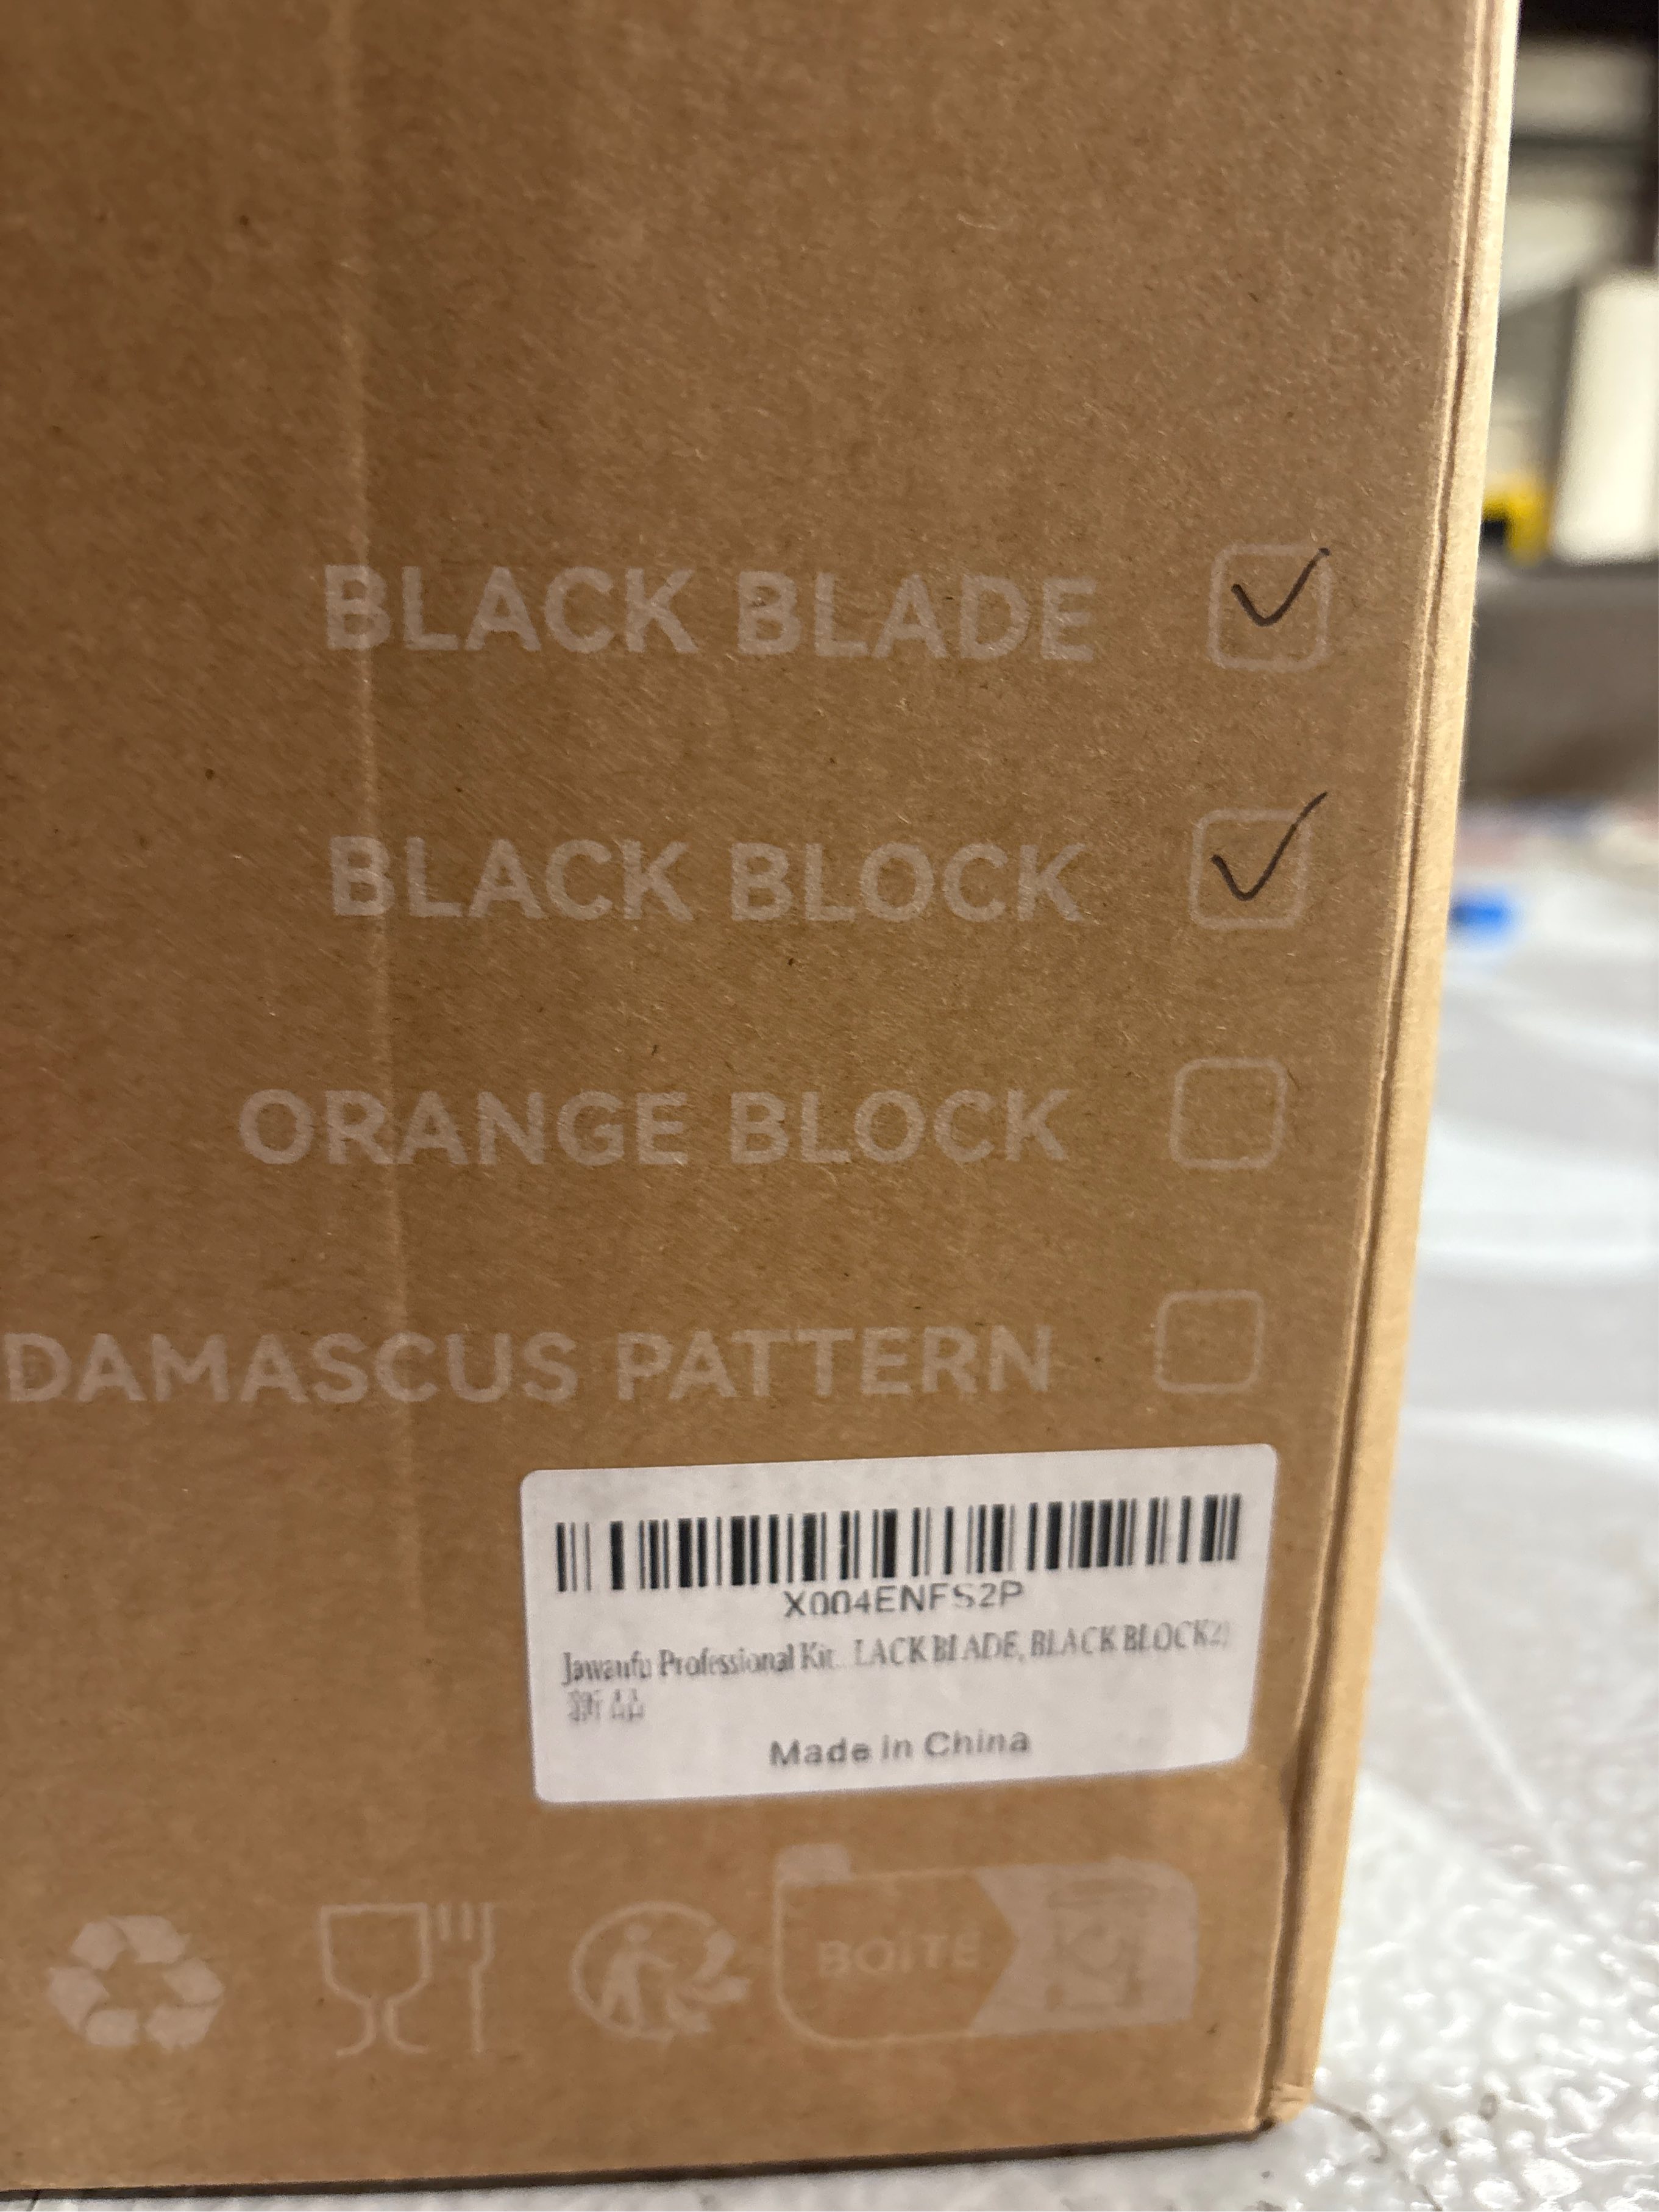 BLACK BLADE
BLACK BLOCK
ORANGE BLOCK
DAMASCUS PATTERN
X004ENFS2P
Professional Kit LACK BLADE, BLACK BLOCK2)
新品
Made in China
BOITE